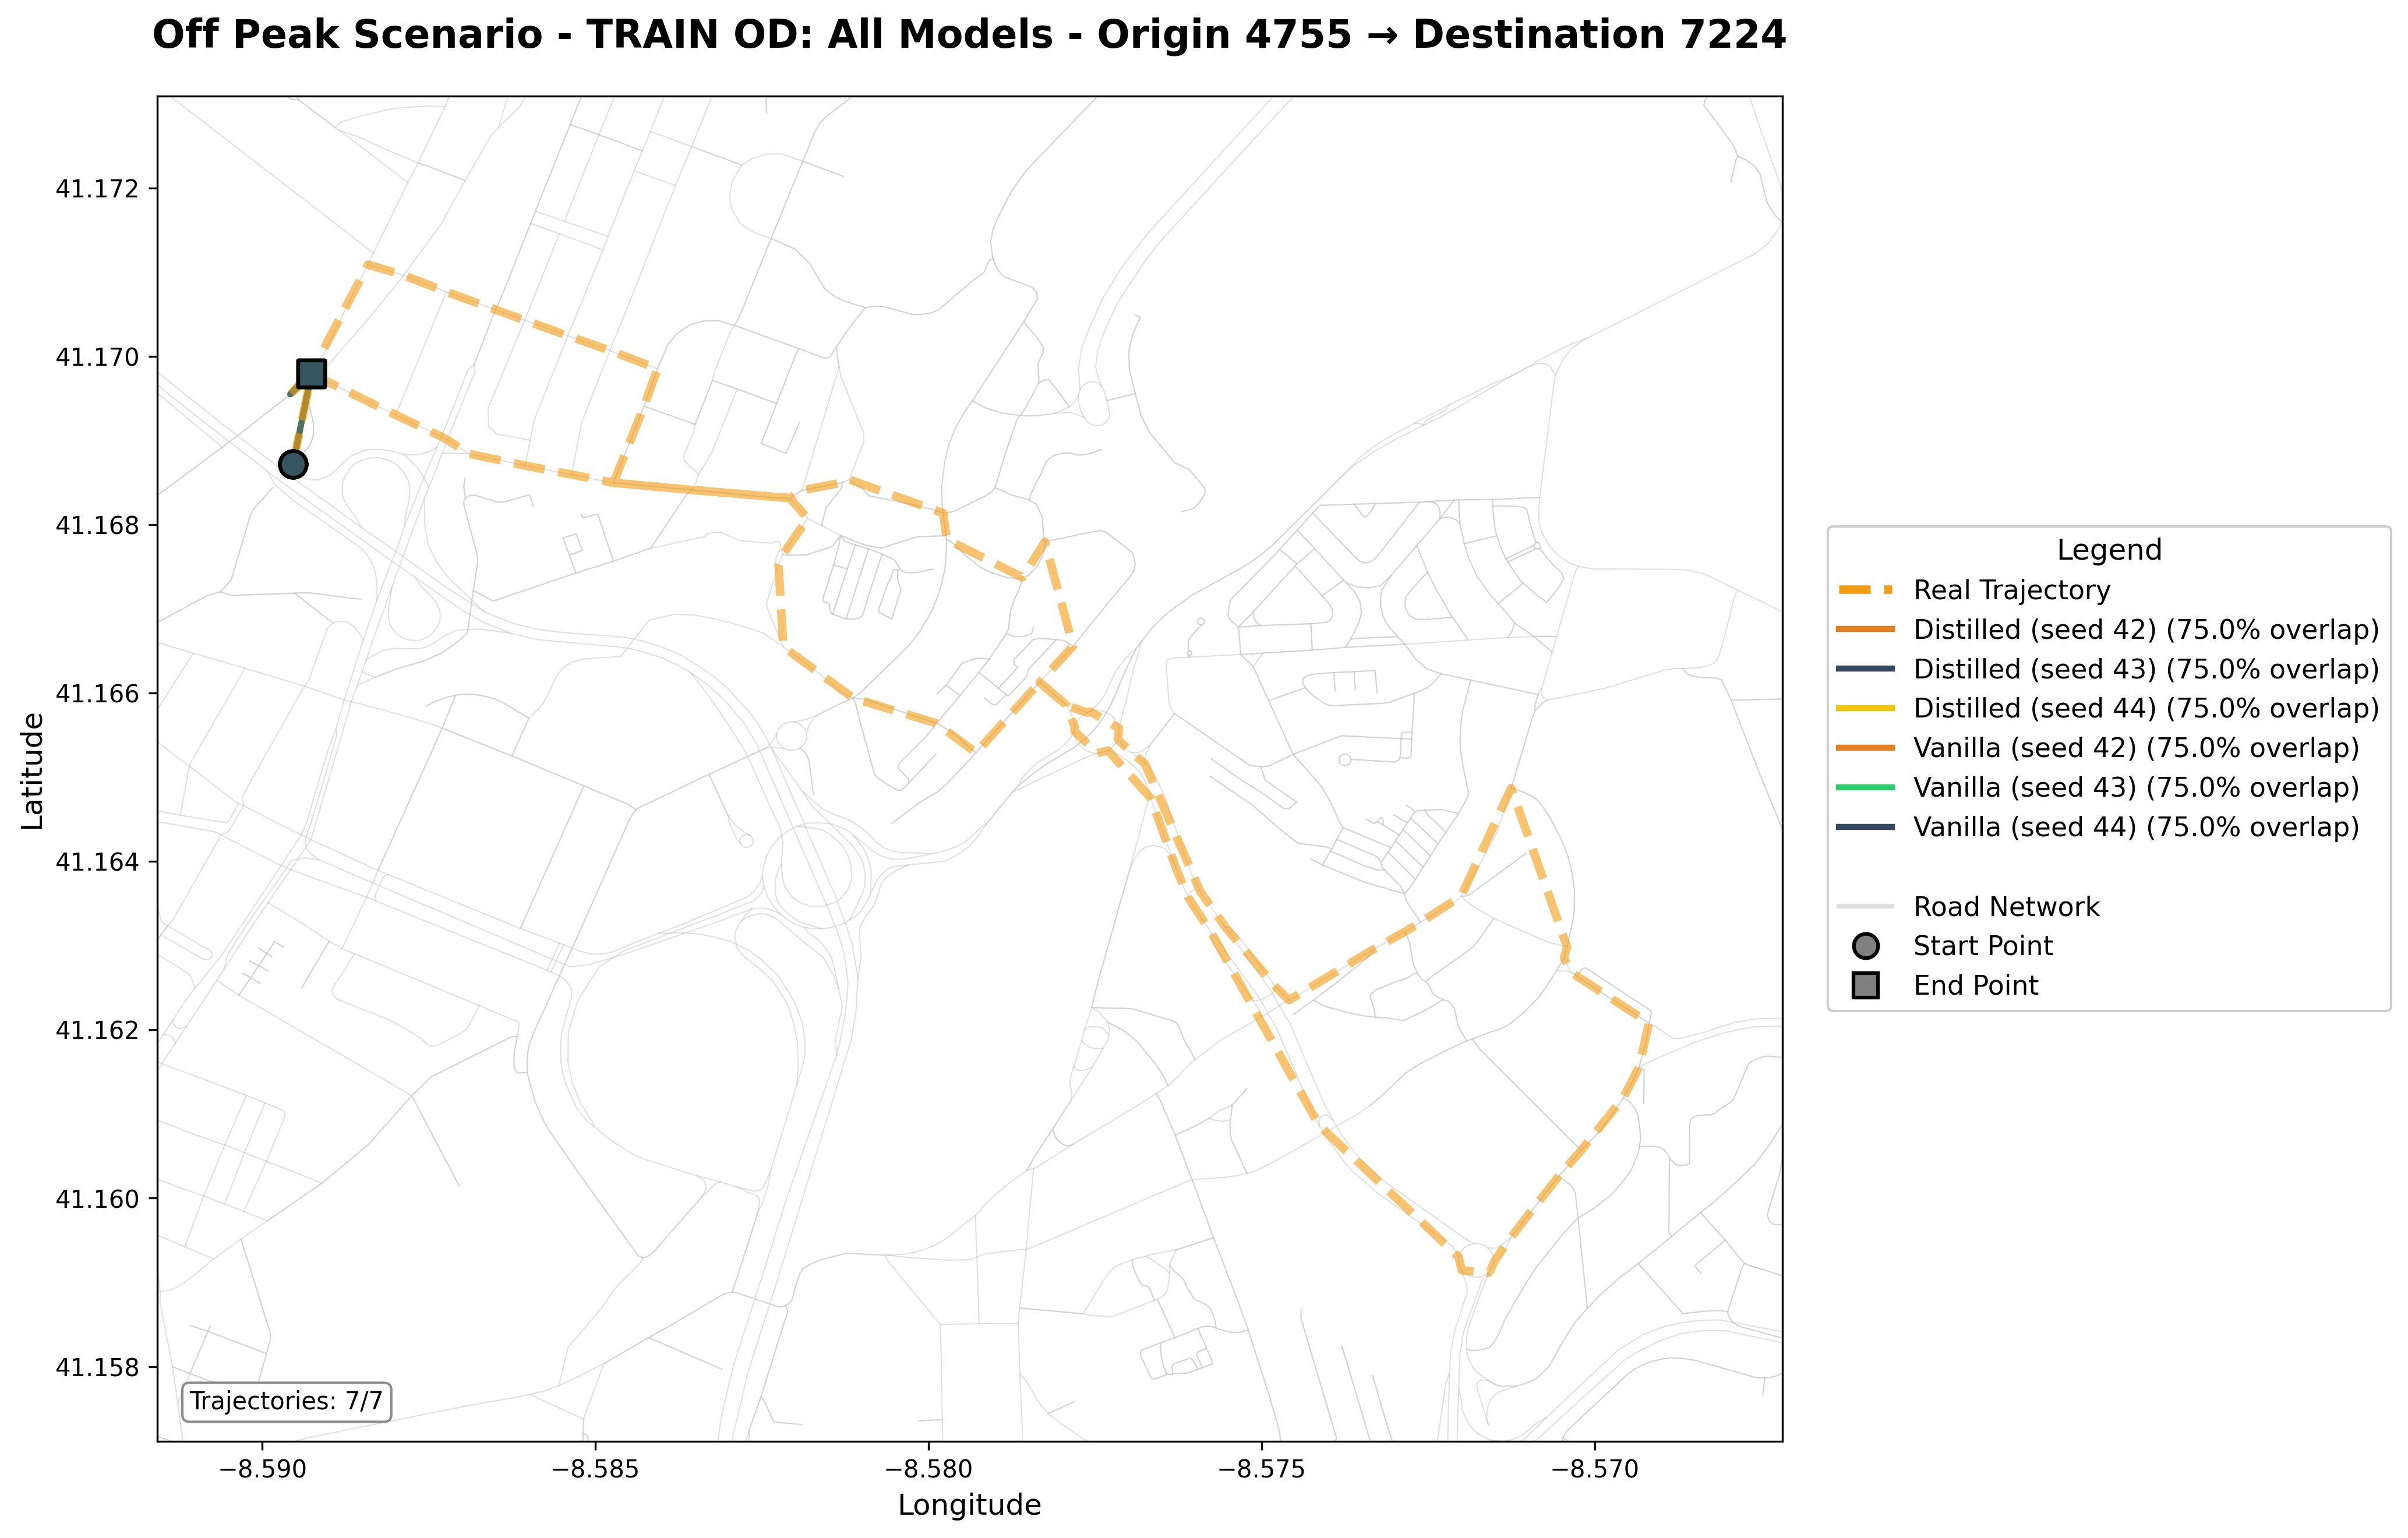 Off Peak Scenario - TRAIN OD: All Models - Origin 4755 → Destination 7224
Latitude
41.172
41.170
41.168
41.166
41.164
41.162
41.160
41.158
Trajectories: 7/7
−8.590
−8.585
−8.580
−8.575
−8.570
Longitude
Legend
Real Trajectory
Distilled (seed 42) (75.0% overlap)
Distilled (seed 43) (75.0% overlap)
Distilled (seed 44) (75.0% overlap)
Vanilla (seed 42) (75.0% overlap)
Vanilla (seed 43) (75.0% overlap)
Vanilla (seed 44) (75.0% overlap)
Road Network
Start Point
End Point